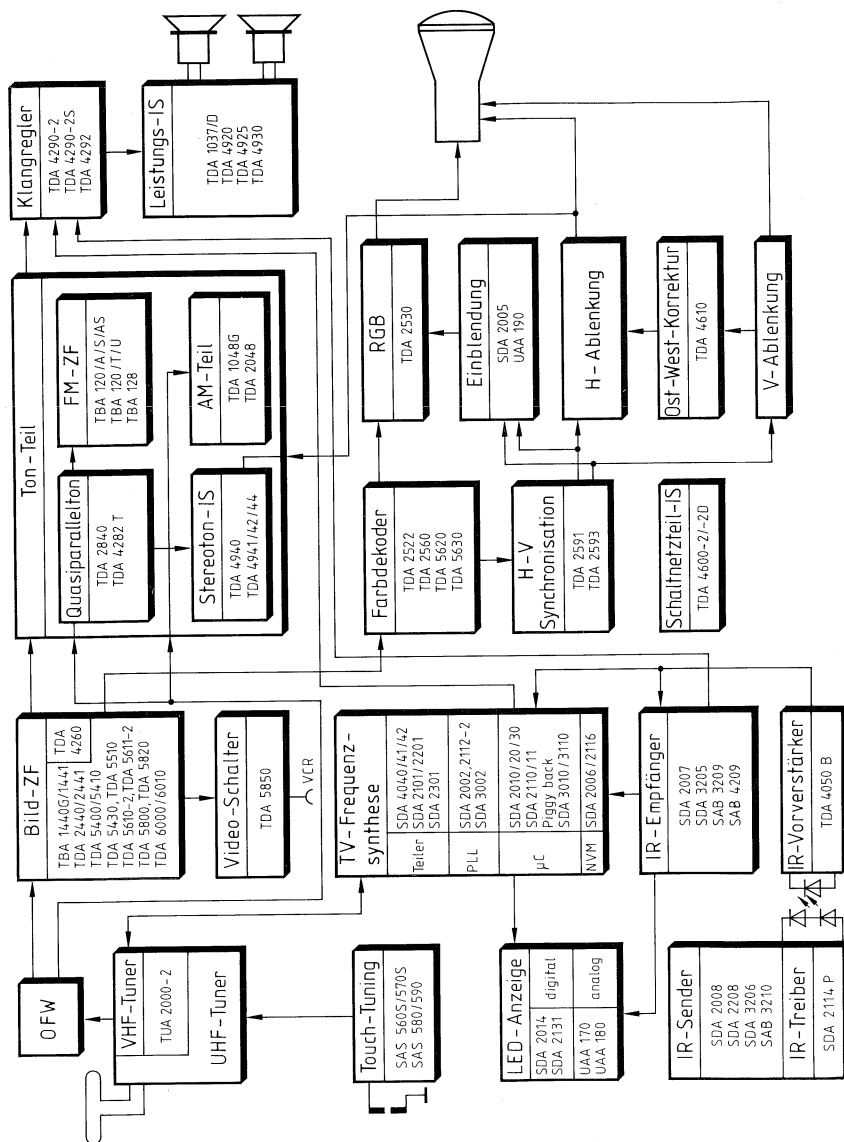 OFW
VHF-Tuner
TUA 2000-2
UHF-Tuner
Touch-Tuning
SAS 560S/570S
SAS 580/590
LED-Anzeige
SDA 2014
SDA 2131
digital
UAA 170
UAA 180
analog
IR-Sender
SDA 2008
SDA 2208
SDA 3206
SAB 3210
IR-Treiber
SDA 2114 P
Bild-ZF
TBA 1440G/1441
TDA 2440/2441
TDA 5400/5410
TDA 5430, TDA 5510
TDA 5610-2, TDA 5611-2
TDA 5800, TDA 5820
TDA 6000/6010
TDA
4260
Video-Schalter
TDA 5850
VCR
TV-Frequenz-
synthese
Teiler
SDA 4040/41/42
SDA 2101/2201
SDA 2301
PLL
SDA 2002, 2112-2
SDA 3002
µC
SDA 2010/20/30
SDA 2110/11
Piggy back
SDA 3010/3110
NVM
SDA 2006/2116
IR-Empfänger
SDA 2007
SDA 3205
SAB 3209
SAB 4209
IR-Vorverstärker
TDA 4050 B
Ton-Teil
Quasiparallelton
TDA 2840
TDA 4282 T
FM-ZF
TBA 120/A/S/AS
TBA 120/T/U
TBA 128
Stereoton-IS
TDA 4940
TDA 4941/42/44
AM-Teil
TDA 1048G
TDA 2048
Farbdekoder
TDA 2522
TDA 2560
TDA 5620
TDA 5630
H-V
Synchronisation
TDA 2591
TDA 2593
Schaltnetzteil-IS
TDA 4600-2/-2D
RGB
TDA 2530
Einblendung
SDA 2005
UAA 190
H-Ablenkung
Ost-West-Korrektur
TDA 4610
V-Ablenkung
Klangregler
TDA 4290-2
TDA 4290-2S
TDA 4292
Leistungs-IS
TDA 1037/D
TDA 4920
TDA 4925
TDA 4930